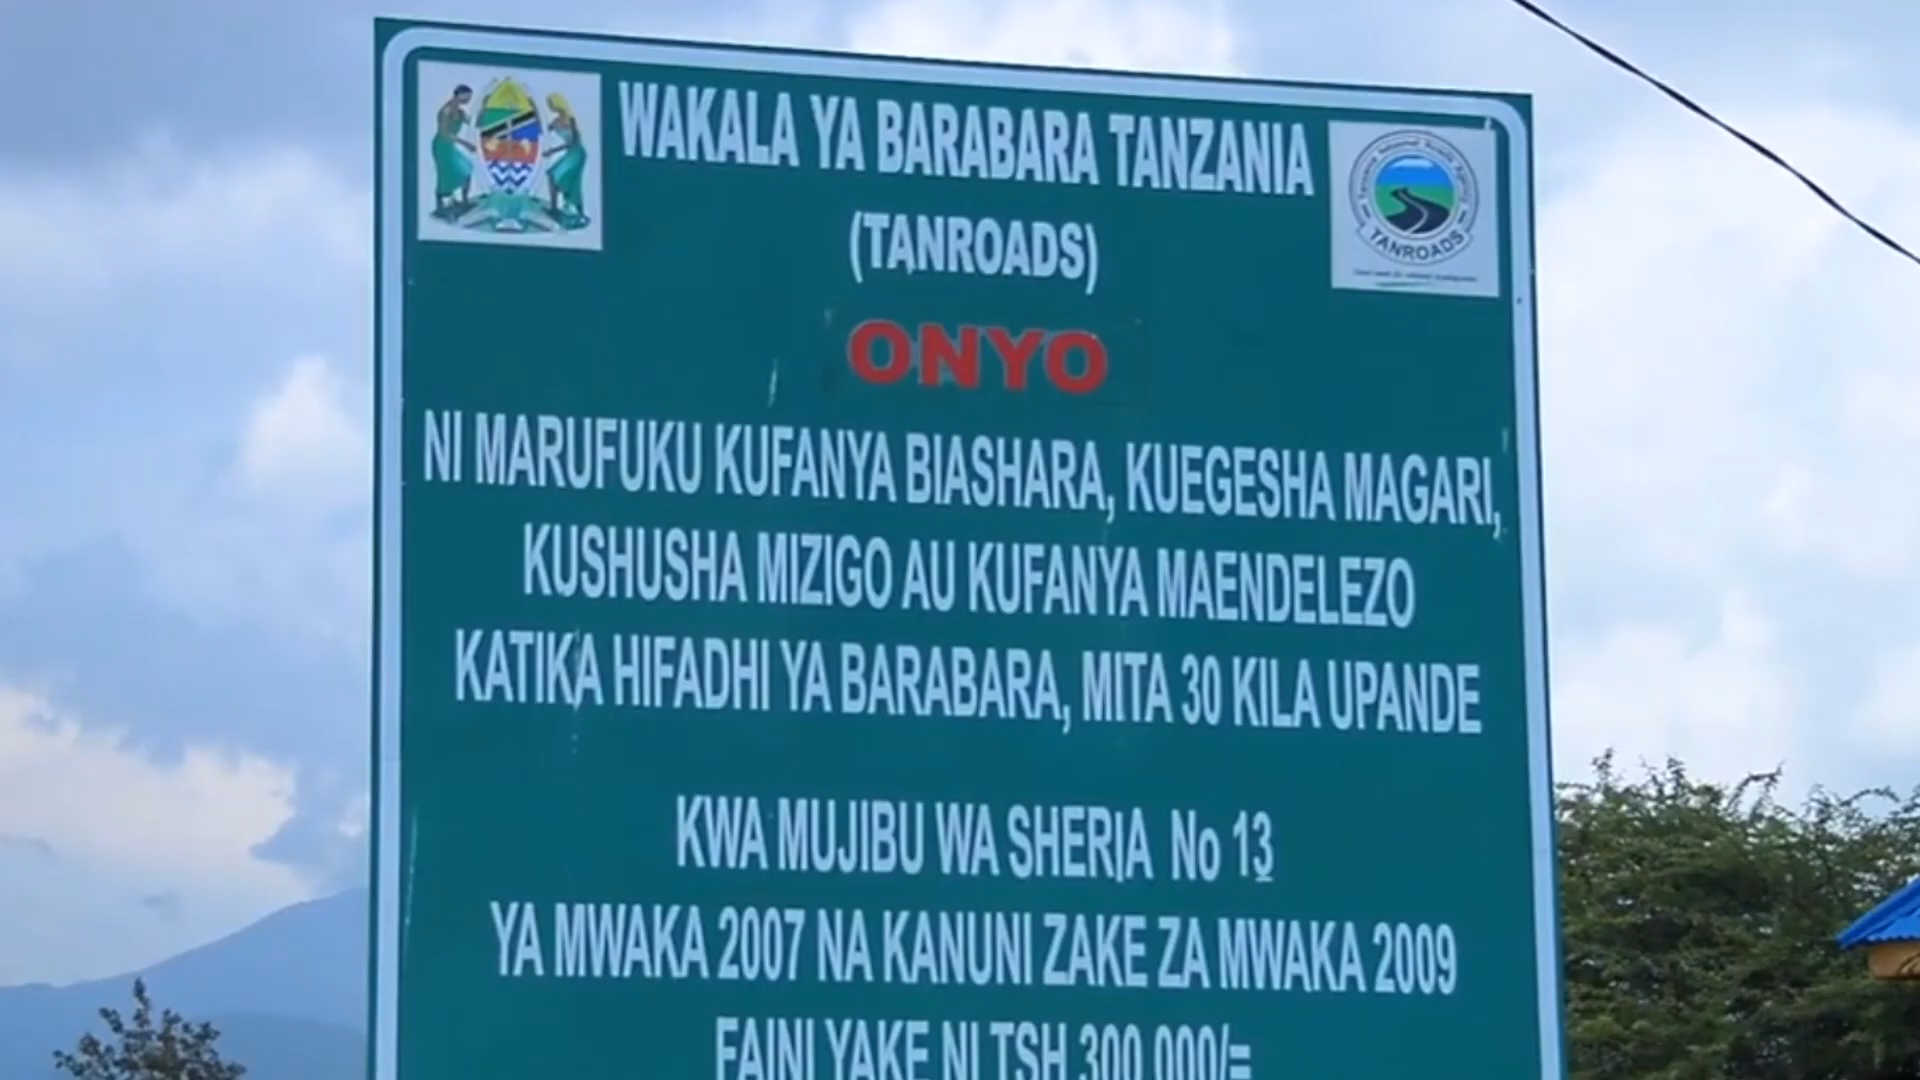 WAKALA YA BARABARA TANZANIA
(TANROADS)
TANROADS
ONYO
NI MARUFUKU KUFANYA BIASHARA, KUEGESHA MAGARI,
KUSHUSHA MIZIGO AU KUFANYA MAENDELEZO
KATIKA HIFADHI YA BARABARA, MITA 30 KILA UPANDE
KWA MUJIBU WA SHERIA No 13
YA MWAKA 2007 NA KANUNI ZAKE ZA MWAKA 2009
FAINI YAKE NI TSH 300,000/=